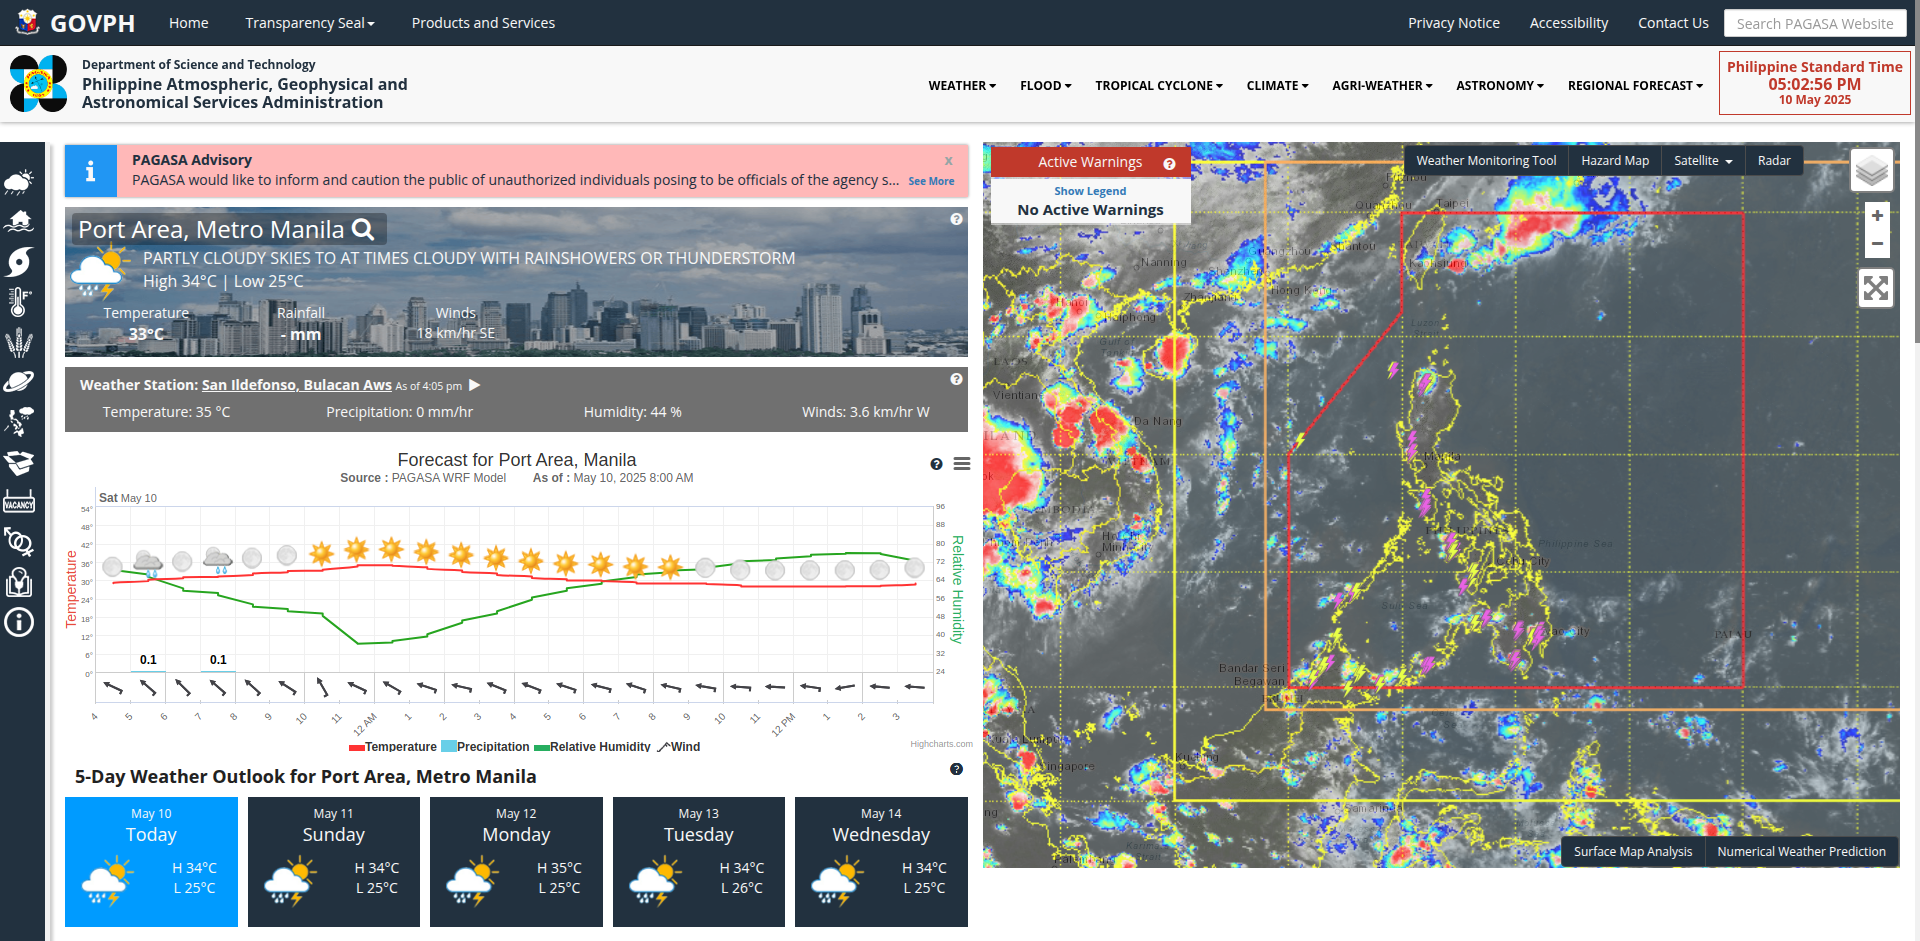 GOVPH
Home
Transparency Seal
Products and Services
Privacy Notice
Accessibility
Contact Us
Search PAGASA Website
Department of Science and Technology
Philippine Atmospheric, Geophysical and
Astronomical Services Administration
WEATHER
FLOOD
TROPICAL CYCLONE
CLIMATE
AGRI-WEATHER
ASTRONOMY
REGIONAL FORECAST
Philippine Standard Time
05:02:56 PM
10 May 2025
VACANCY
PAGASA Advisory
x
PAGASA would like to inform and caution the public of unauthorized individuals posing to be officials of the agency s... See More
Port Area, Metro Manila
PARTLY CLOUDY SKIES TO AT TIMES CLOUDY WITH RAINSHOWERS OR THUNDERSTORM
High 34°C | Low 25°C
Temperature Rainfall Winds
33°C - mm 18 km/hr SE
Weather Station: San Ildefonso, Bulacan Aws As of 4:05 pm
Temperature: 35 °C Precipitation: 0 mm/hr Humidity: 44 % Winds: 3.6 km/hr W
Forecast for Port Area, Manila
Source : PAGASA WRF Model As of : May 10, 2025 8:00 AM
Sat May 10
Temperature
54°
48°
42°
36°
30°
24°
18°
12°
6°
0°
96
88
80
72
64
56
48
40
32
24
Relative Humidity
0.1 0.1
4 5 6 7 8 9 10 11 12 AM 1 2 3 4 5 6 7 8 9 10 11 12 PM 1 2 3
Temperature Precipitation Relative Humidity Wind
Highcharts.com
5-Day Weather Outlook for Port Area, Metro Manila
May 10
Today
H 34°C
L 25°C
May 11
Sunday
H 34°C
L 25°C
May 12
Monday
H 35°C
L 25°C
May 13
Tuesday
H 34°C
L 26°C
May 14
Wednesday
H 34°C
L 25°C
Active Warnings
Show Legend
No Active Warnings
Weather Monitoring Tool
Hazard Map
Satellite
Radar
+
−
Taipei
Nanning
Hong Kong
Hanoi
Haiphong
Luzon
Vientiane
Da Nang
Manila
Philippine Sea
PALAU
Bandar Seri
Begawan
Kuching
Surface Map Analysis
Numerical Weather Prediction